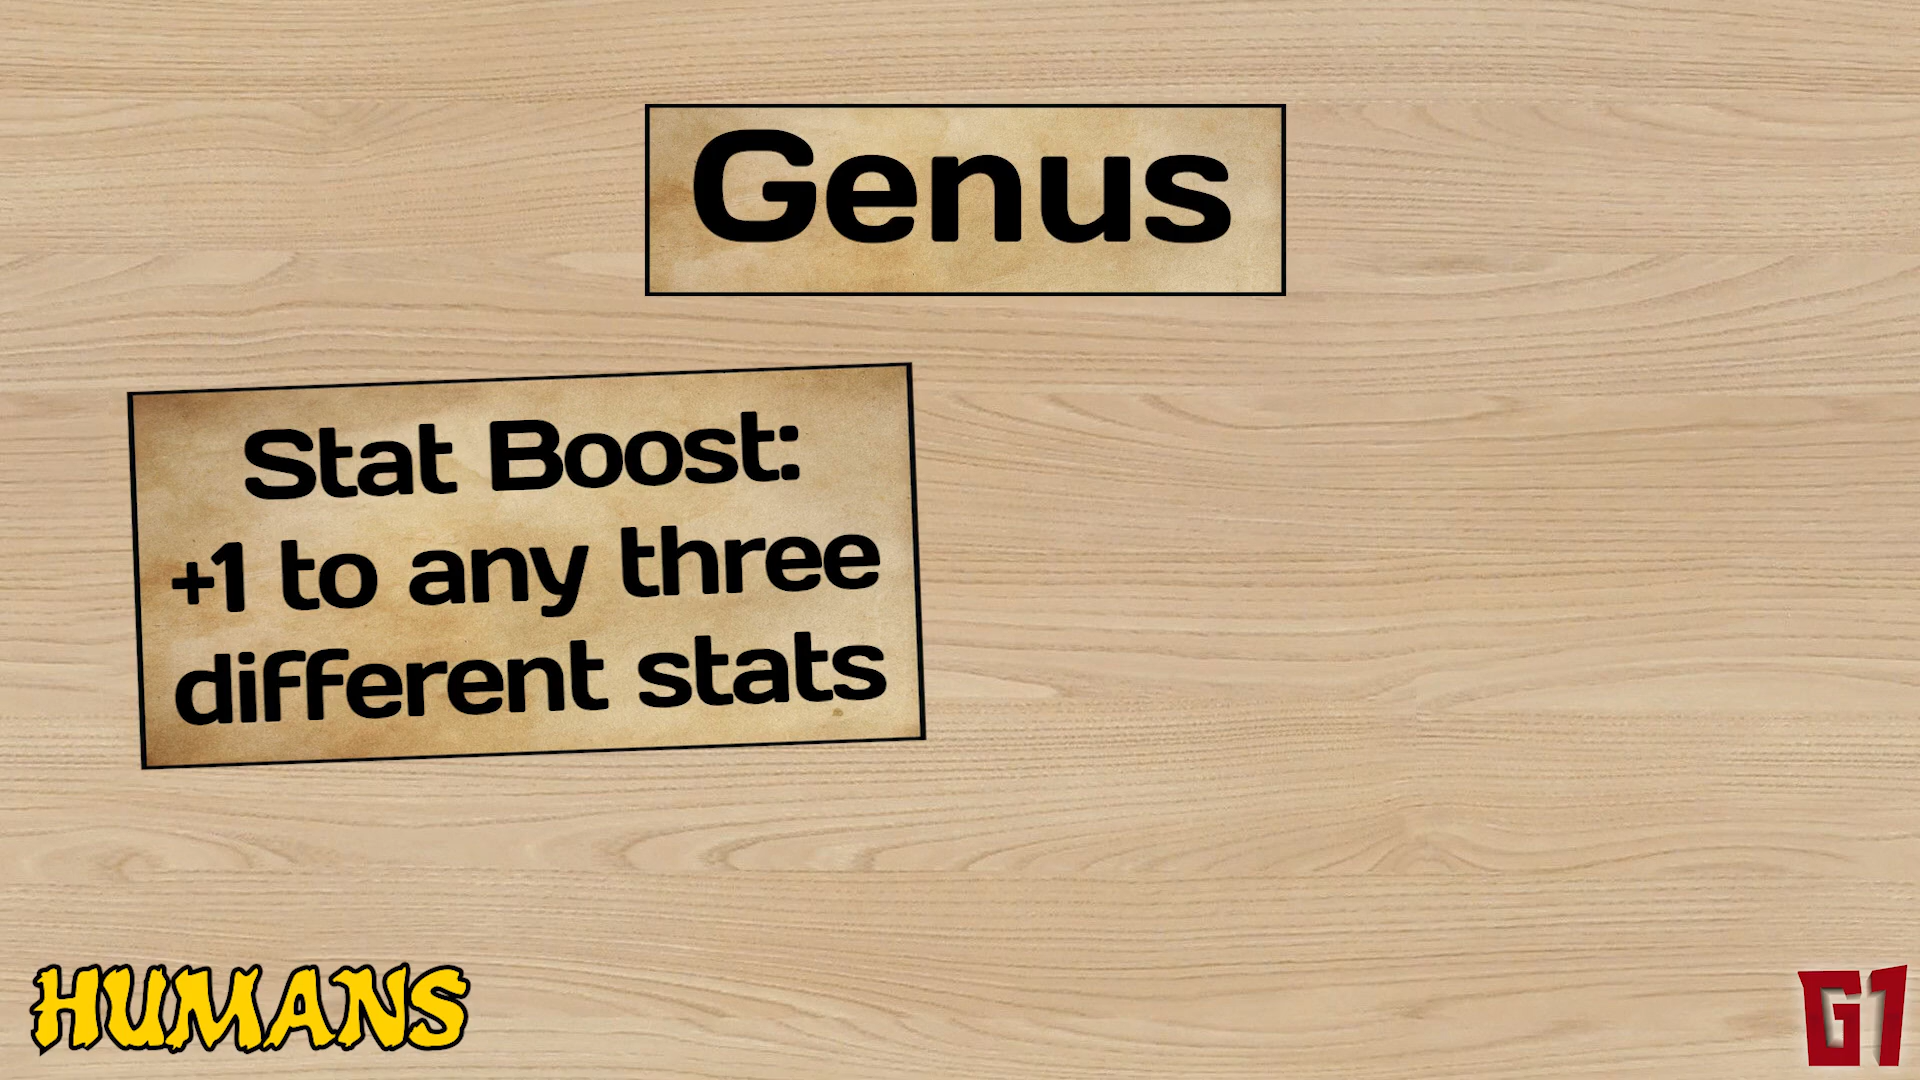 Genus
Stat Boost:
+1 to any three
different stats
HUMANS
G1